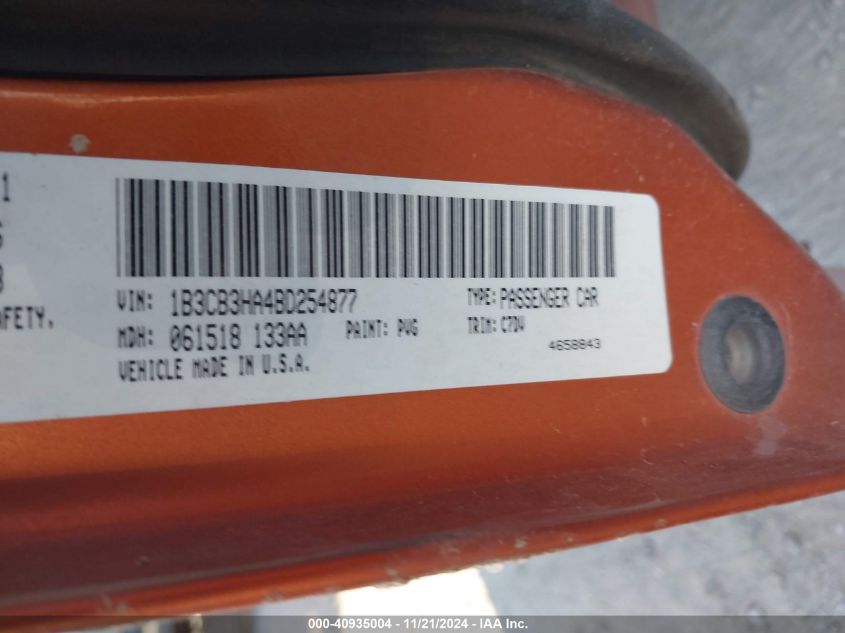 1
6
8
AFETY,
VIN: 1B3CB3HA4BD254877 TYPE: PASSENGER CAR
MDH: 061518 133AA PAINT: PVG TRIM: C7DV
4658843
VEHICLE MADE IN U.S.A.
000-40935004 - 11/21/2024 - IAA Inc.